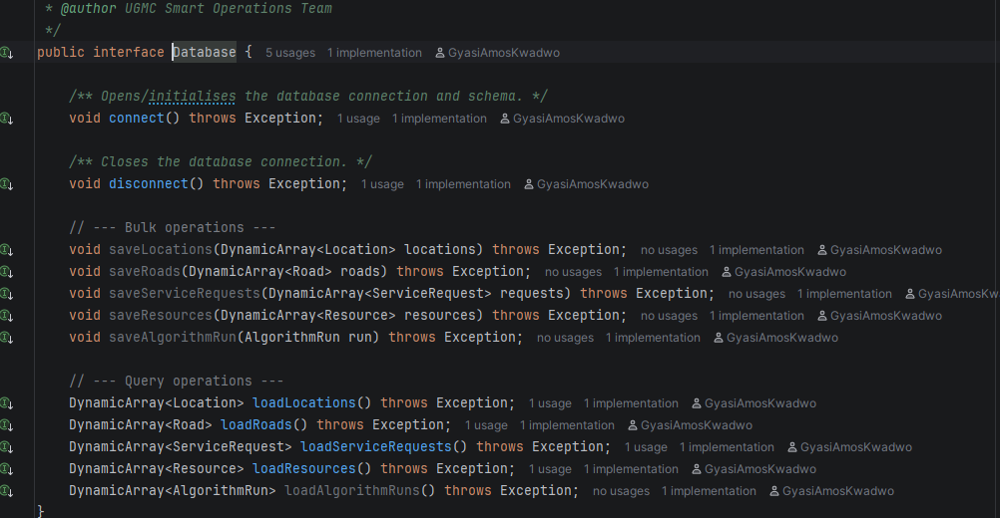 * @author UGMC Smart Operations Team
*/
public interface Database { 5 usages 1 implementation GyasiAmosKwadwo
/** Opens/initialises the database connection and schema. */
void connect() throws Exception; 1 usage 1 implementation GyasiAmosKwadwo
/** Closes the database connection. */
void disconnect() throws Exception; 1 usage 1 implementation GyasiAmosKwadwo
// --- Bulk operations ---
void saveLocations(DynamicArray<Location> locations) throws Exception; no usages 1 implementation GyasiAmosKwadwo
void saveRoads(DynamicArray<Road> roads) throws Exception; no usages 1 implementation GyasiAmosKwadwo
void saveServiceRequests(DynamicArray<ServiceRequest> requests) throws Exception; no usages 1 implementation GyasiAmosKw
void saveResources(DynamicArray<Resource> resources) throws Exception; no usages 1 implementation GyasiAmosKwadwo
void saveAlgorithmRun(AlgorithmRun run) throws Exception; no usages 1 implementation GyasiAmosKwadwo
// --- Query operations ---
DynamicArray<Location> loadLocations() throws Exception; 1 usage 1 implementation GyasiAmosKwadwo
DynamicArray<Road> loadRoads() throws Exception; 1 usage 1 implementation GyasiAmosKwadwo
DynamicArray<ServiceRequest> loadServiceRequests() throws Exception; 1 usage 1 implementation GyasiAmosKwadwo
DynamicArray<Resource> loadResources() throws Exception; 1 usage 1 implementation GyasiAmosKwadwo
DynamicArray<AlgorithmRun> loadAlgorithmRuns() throws Exception; no usages 1 implementation GyasiAmosKwadwo
}